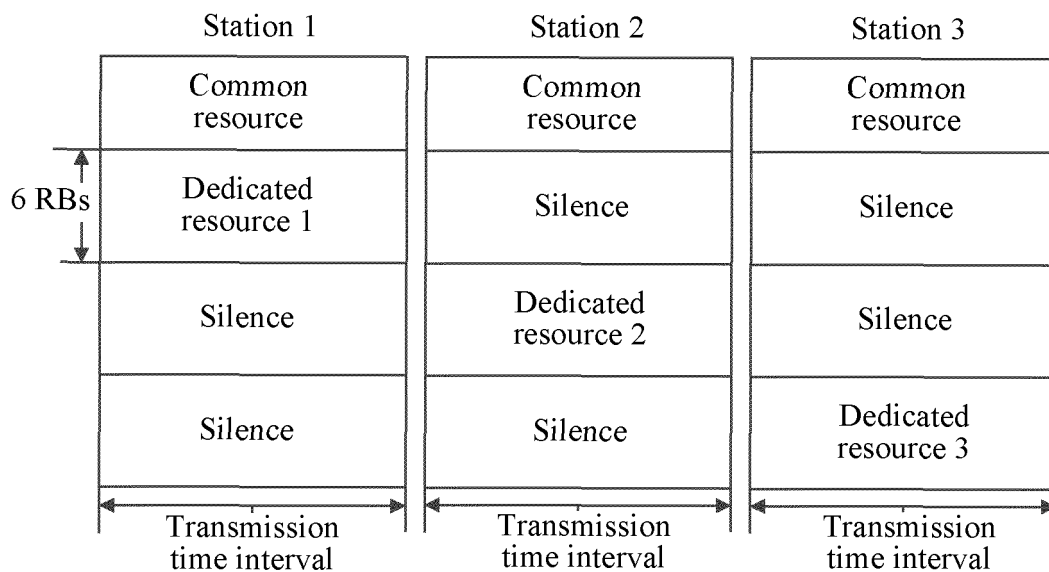 Station 1
Station 2
Station 3
Common
resource
Common
resource
Common
resource
6 RBs
Dedicated
resource 1
Silence
Silence
Silence
Dedicated
resource 2
Silence
Silence
Silence
Dedicated
resource 3
Transmission
time interval
Transmission
time interval
Transmission
time interval